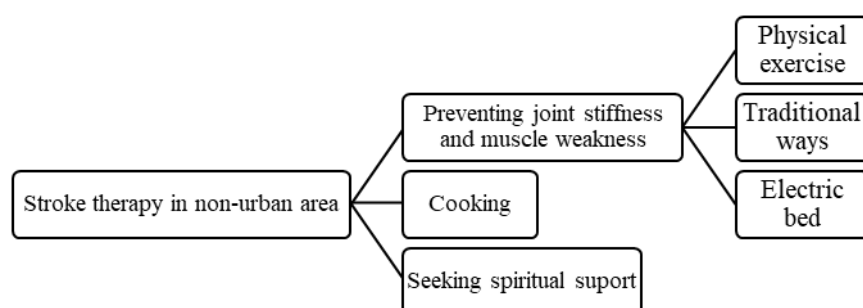 Stroke therapy in non-urban area
Preventing joint stiffness
and muscle weakness
Cooking
Seeking spiritual suport
Physical
exercise
Traditional
ways
Electric
bed